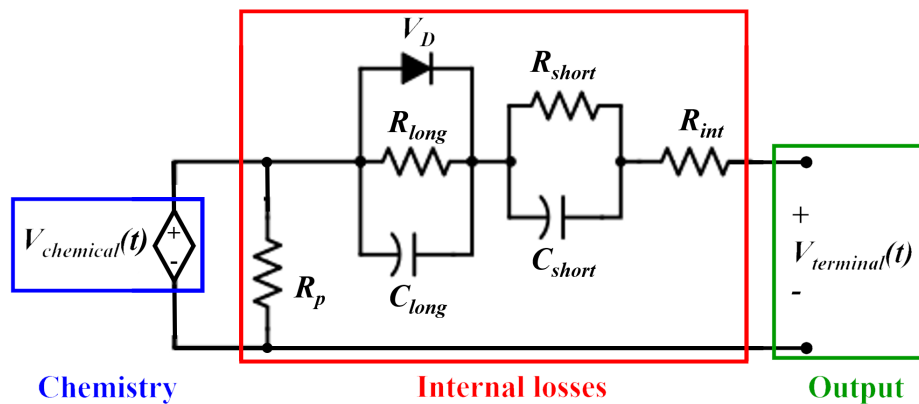 V_D
R_short
R_long
R_int
V_chemical(t)
+
-
R_p
C_long
C_short
+
V_terminal(t)
-
Chemistry
Internal losses
Output